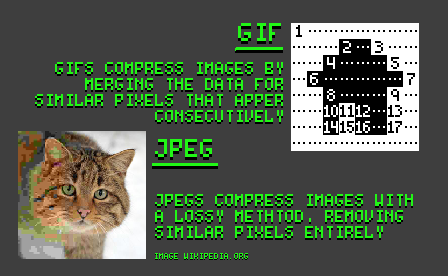 GIF
GIFS COMPRESS IMAGES BY
MERGING THE DATA FOR
SIMILAR PIXELS THAT APPER
CONSECUTIVELY
1
2 3
4 5
6 7
8 9
10 11 12 13
14 15 16 17
JPEG
JPEGS COMPRESS IMAGES WITH
A LOSSY METHTOD. REMOVING
SIMILAR PIXELS ENTIRELY
IMAGE WIKIPEDIA.ORG